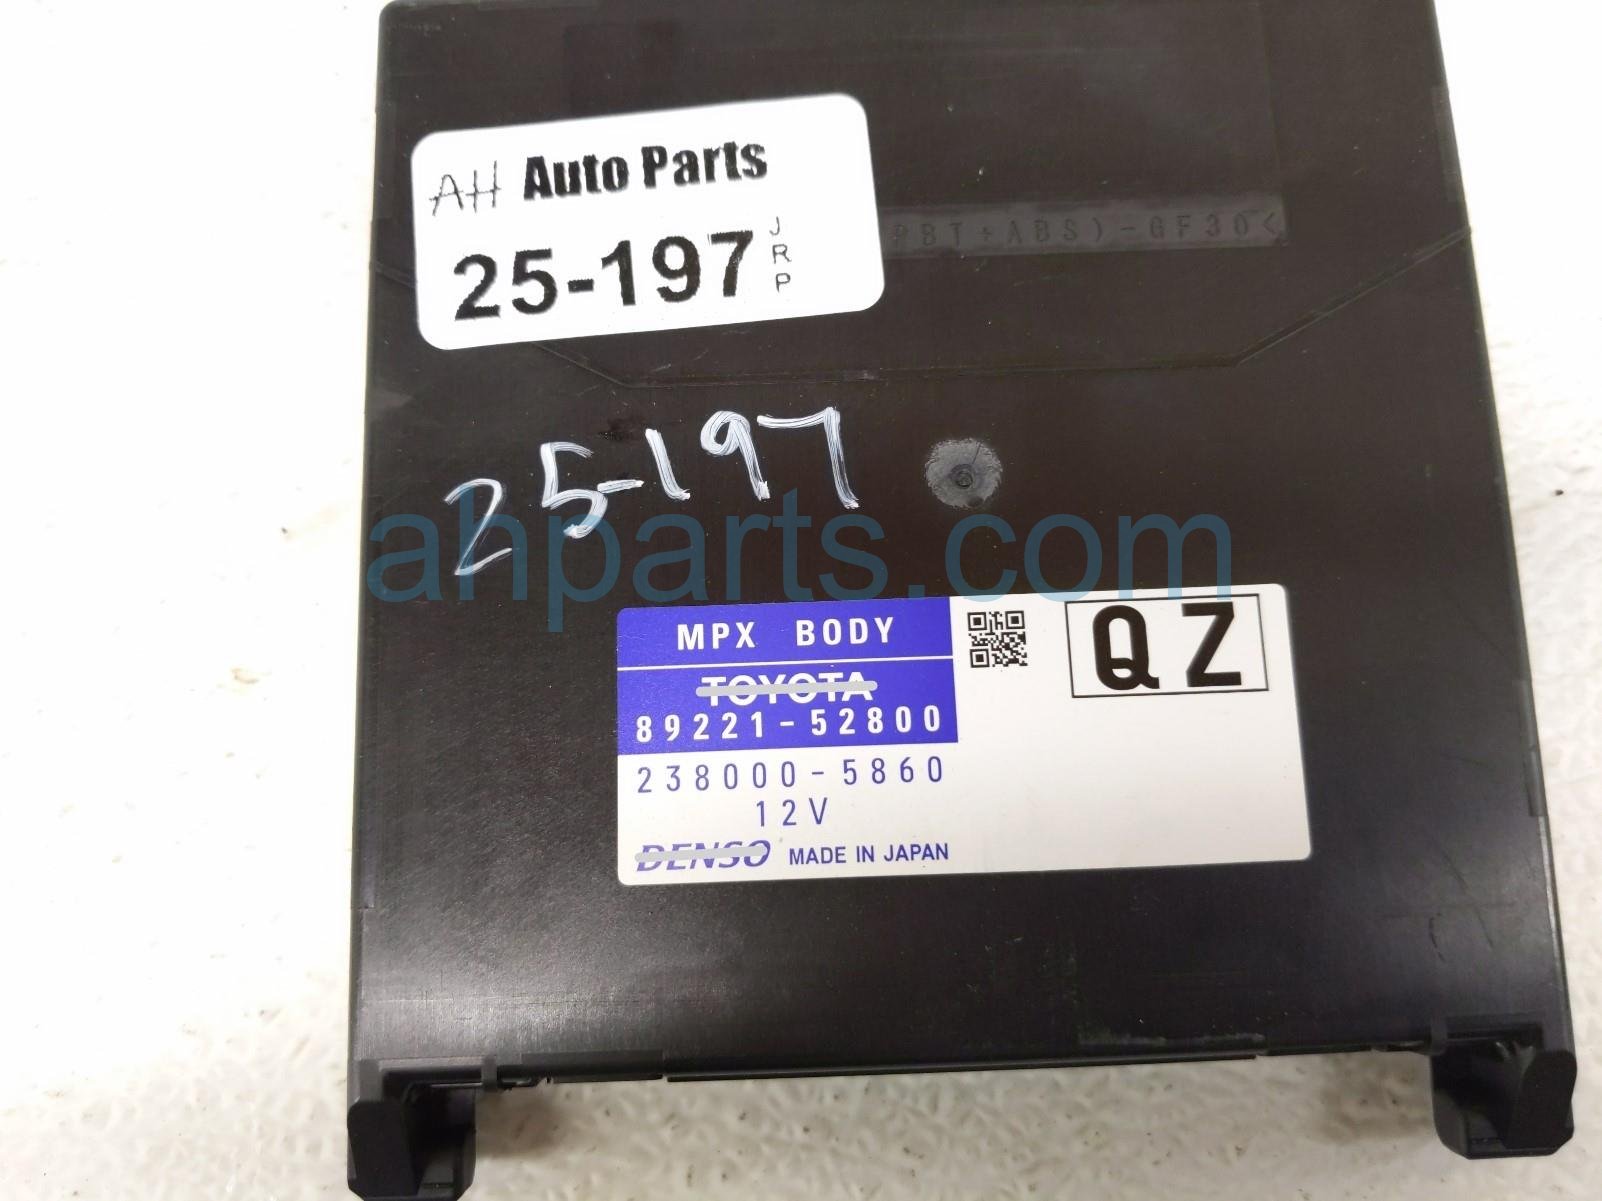 AH Auto Parts
25-197 JRP
PBT+ABS)-GF30<
25-197
ahparts.com
MPX BODY
QZ
TOYOTA
89221-52800
238000-5860
12V
DENSO MADE IN JAPAN